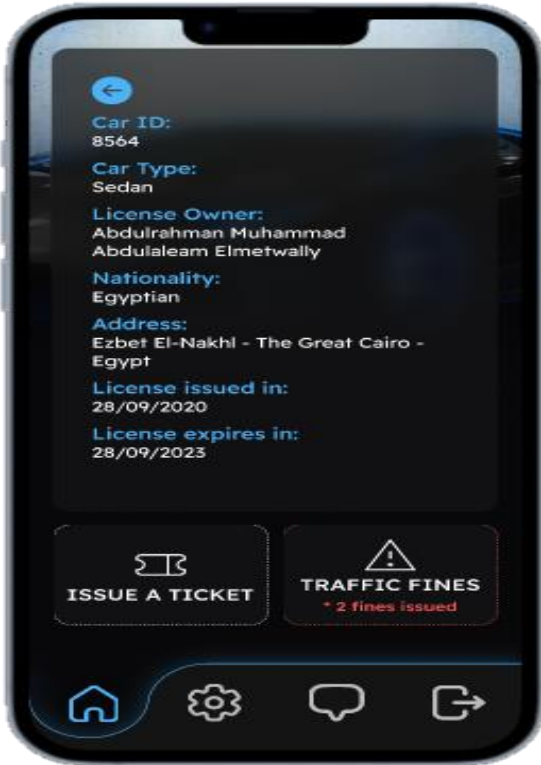 Car ID:
8564
Car Type:
Sedan
License Owner:
Abdulrahman Muhammad
Abdulaleam Elmetwally
Nationality:
Egyptian
Address:
Ezbet El-Nakhl - The Great Cairo -
Egypt
License issued in:
28/09/2020
License expires in:
28/09/2023
ISSUE A TICKET
TRAFFIC FINES
* 2 fines issued